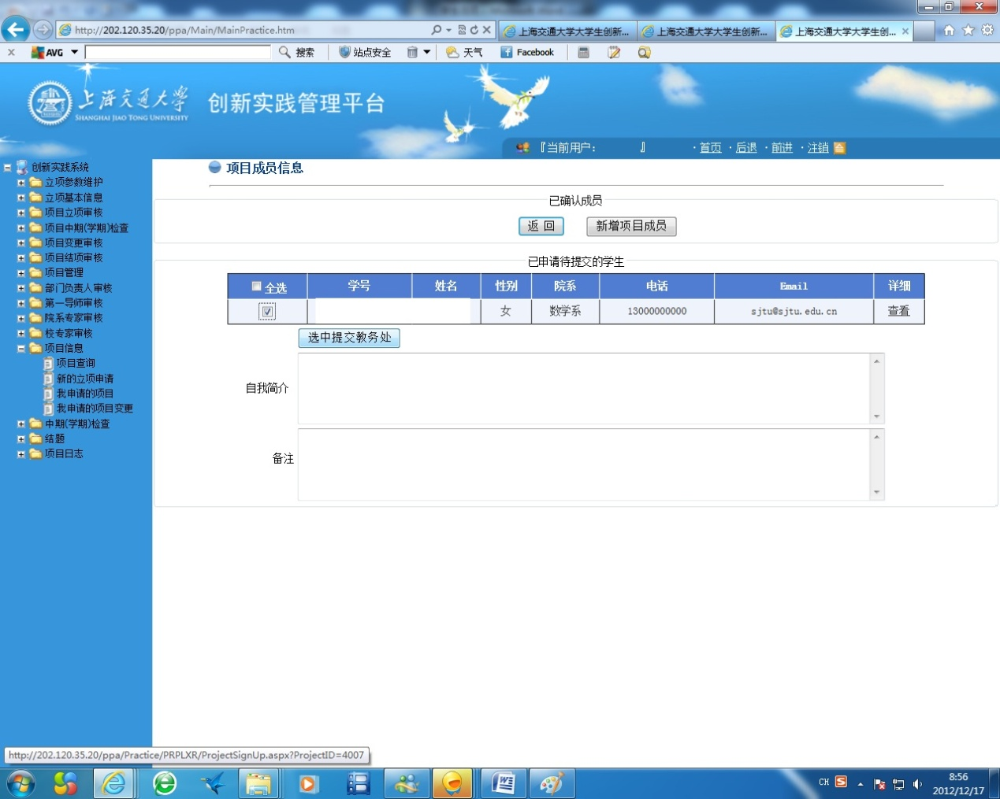 http://202.120.35.20/ppa/Main/MainPractice.htm
上海交通大学大学生创新...
上海交通大学大学生创新...
上海交通大学大学生创...
AVG
搜索
站点安全
天气
Facebook
上海交通大学
SHANGHAI JIAO TONG UNIVERSITY
创新实践管理平台
『当前用户: 』
·首页 ·后退 ·前进 ·注销
创新实践系统
立项参数维护
立项基本信息
项目立项审核
项目中期(学期)检查
项目变更审核
项目结项审核
项目管理
部门负责人审核
第一导师审核
院系专家审核
校专家审核
项目信息
项目查询
新的立项申请
我申请的项目
我申请的项目变更
中期(学期)检查
结题
项目日志
项目成员信息
已确认成员
返 回 新增项目成员
已申请待提交的学生
全选 学号 姓名 性别 院系 电话 Email 详细
女 数学系 13000000000 sjtu@sjtu.edu.cn 查看
选中提交教务处
自我简介
备注
http://202.120.35.20/ppa/Practice/PRPLXR/ProjectSignUp.aspx?ProjectID=4007
CH
8:56
2012/12/17